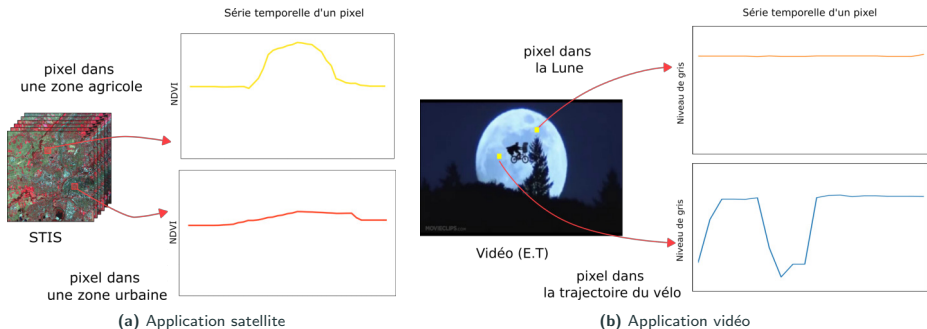 Série temporelle d'un pixel
pixel dans
une zone agricole
NDVI
STIS
NDVI
pixel dans
une zone urbaine
(a) Application satellite
Série temporelle d'un pixel
pixel dans
la Lune
Niveau de gris
MOVIECLIPS.com
Vidéo (E.T)
Niveau de gris
pixel dans
la trajectoire du vélo
(b) Application vidéo